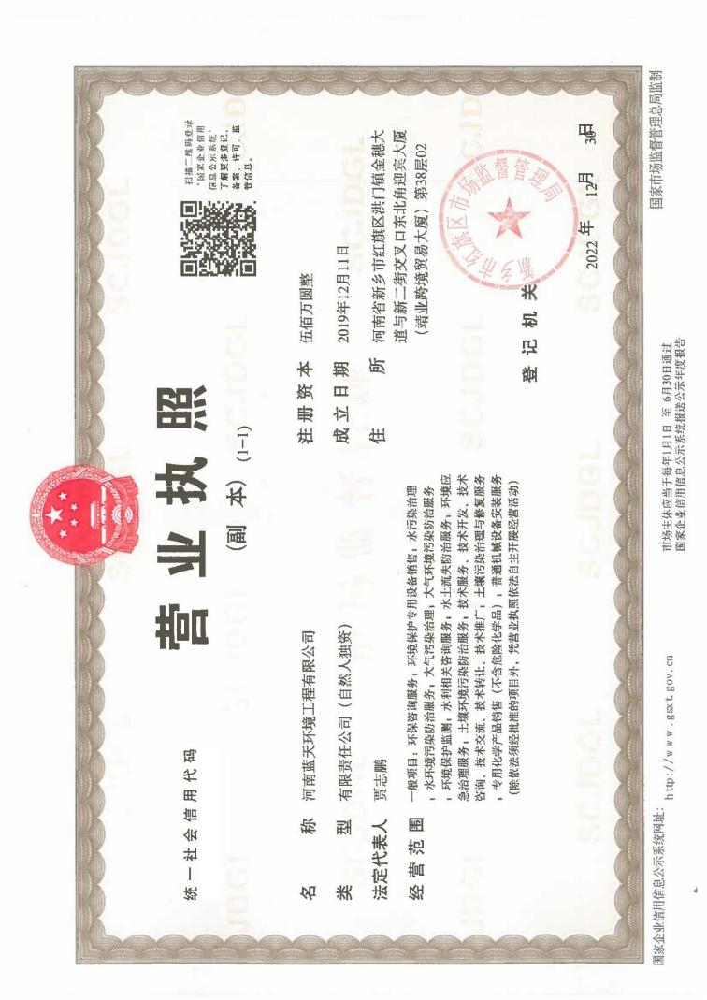 统一社会信用代码
营业执照
(副 本) (1-1)
扫描二维码登录
“国家企业信用
信息公示系统”
了解更多登记、
备案、许可、监
管信息。
名 称 河南蓝天环境工程有限公司
类 型 有限责任公司(自然人独资)
法定代表人 贾志鹏
经营范围 一般项目:环保咨询服务;环境保护专用设备销售;水污染治理
;水环境污染防治服务;大气污染治理;大气环境污染防治服务
;环境保护监测;水利相关咨询服务;水土流失防治服务;环境应
急治理服务;土壤环境污染防治服务;技术服务、技术开发、技术
咨询、技术交流、技术转让、技术推广;土壤污染治理与修复服务
;专用化学产品销售(不含危险化学品);普通机械设备安装服务
(除依法须经批准的项目外,凭营业执照依法自主开展经营活动)
注册资本 伍佰万圆整
成立日期 2019年12月11日
住 所 河南省新乡市红旗区洪门镇金穗大
道与新二街交叉口东北角迎宾大厦
(靖业跨境贸易大厦)第38层02
登记机关
新乡市红旗区市场监督管理局
2022 年 12月 30日
国家企业信用信息公示系统网址: http://www.gsxt.gov.cn
市场主体应当于每年1月1日 至 6月30日通过
国家企业信用信息公示系统报送公示年度报告
国家市场监督管理总局监制
SCJDGL